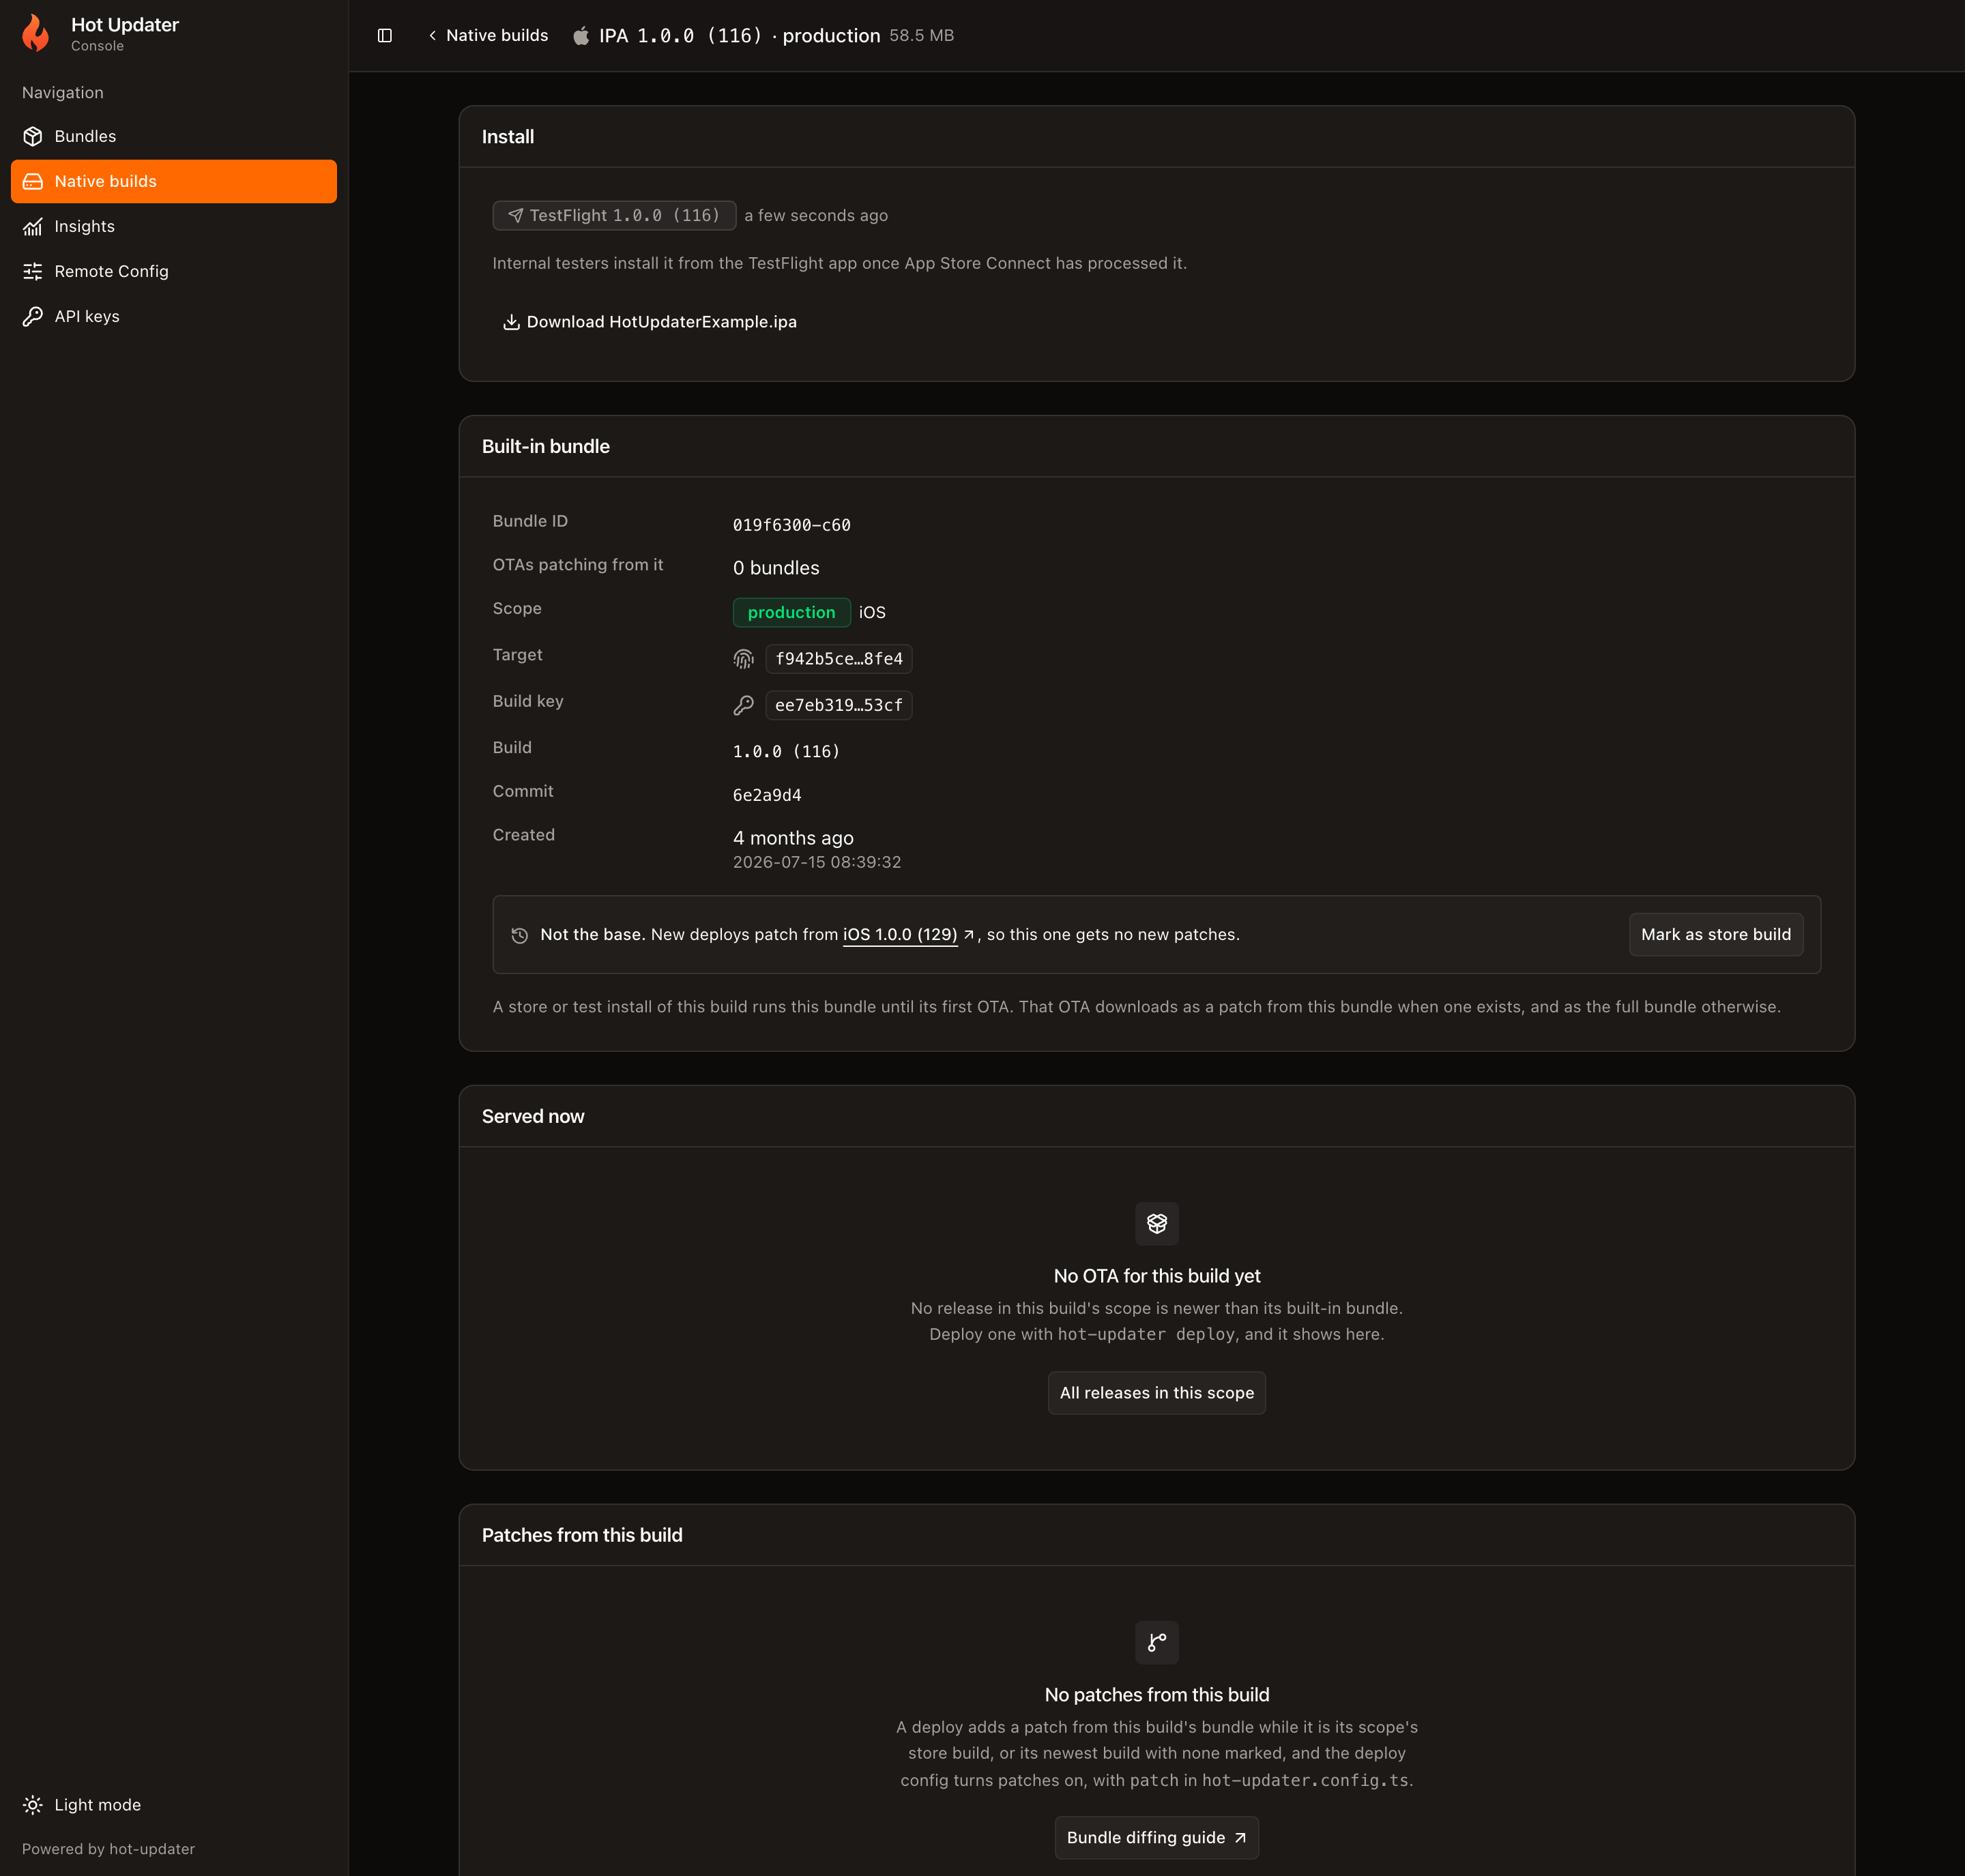 Hot Updater
Console
Navigation
Bundles
Native builds
Insights
Remote Config
API keys
Light mode
Powered by hot-updater
Native builds
IPA 1.0.0 (116) · production 58.5 MB
Install
TestFlight 1.0.0 (116) a few seconds ago
Internal testers install it from the TestFlight app once App Store Connect has processed it.
Download HotUpdaterExample.ipa
Built-in bundle
Bundle ID 019f6300-c60
OTAs patching from it 0 bundles
Scope production iOS
Target f942b5ce…8fe4
Build key ee7eb319…53cf
Build 1.0.0 (116)
Commit 6e2a9d4
Created 4 months ago
2026-07-15 08:39:32
Not the base. New deploys patch from iOS 1.0.0 (129) ↗, so this one gets no new patches.
Mark as store build
A store or test install of this build runs this bundle until its first OTA. That OTA downloads as a patch from this bundle when one exists, and as the full bundle otherwise.
Served now
No OTA for this build yet
No release in this build's scope is newer than its built-in bundle.
Deploy one with hot-updater deploy, and it shows here.
All releases in this scope
Patches from this build
No patches from this build
A deploy adds a patch from this build's bundle while it is its scope's
store build, or its newest build with none marked, and the deploy
config turns patches on, with patch in hot-updater.config.ts.
Bundle diffing guide ↗